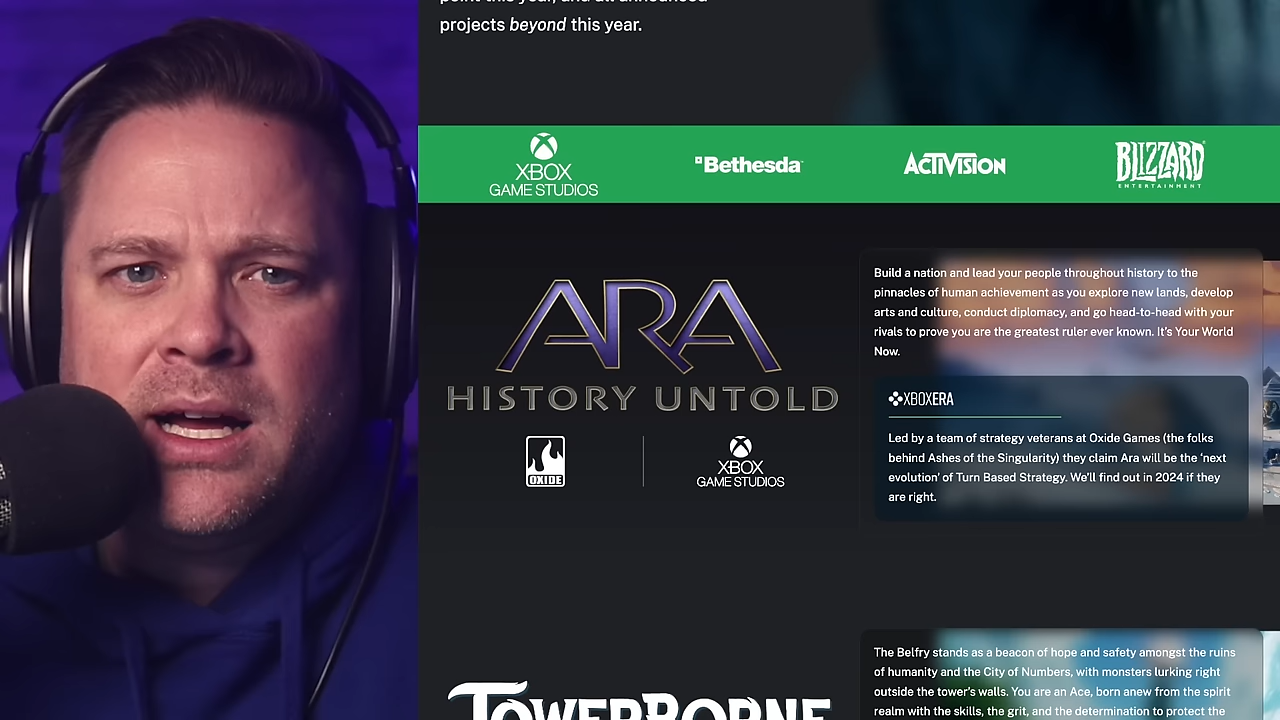 projects beyond this year.
XBOX
GAME STUDIOS
Bethesda
ACTIVISION
BLIZZARD
ENTERTAINMENT
ARA
HISTORY UNTOLD
OXIDE
XBOX
GAME STUDIOS
Build a nation and lead your people throughout history to the
pinnacles of human achievement as you explore new lands, develop
arts and culture, conduct diplomacy, and go head-to-head with your
rivals to prove you are the greatest ruler ever known. It's Your World
Now.
XBOXERA
Led by a team of strategy veterans at Oxide Games (the folks
behind Ashes of the Singularity) they claim Ara will be the ‘next
evolution’ of Turn Based Strategy. We’ll find out in 2024 if they
are right.
TOWERBORNE
The Belfry stands as a beacon of hope and safety amongst the ruins
of humanity and the City of Numbers, with monsters lurking right
outside the tower's walls. You are an Ace, born anew from the spirit
realm with the skills, the grit, and the determination to protect the